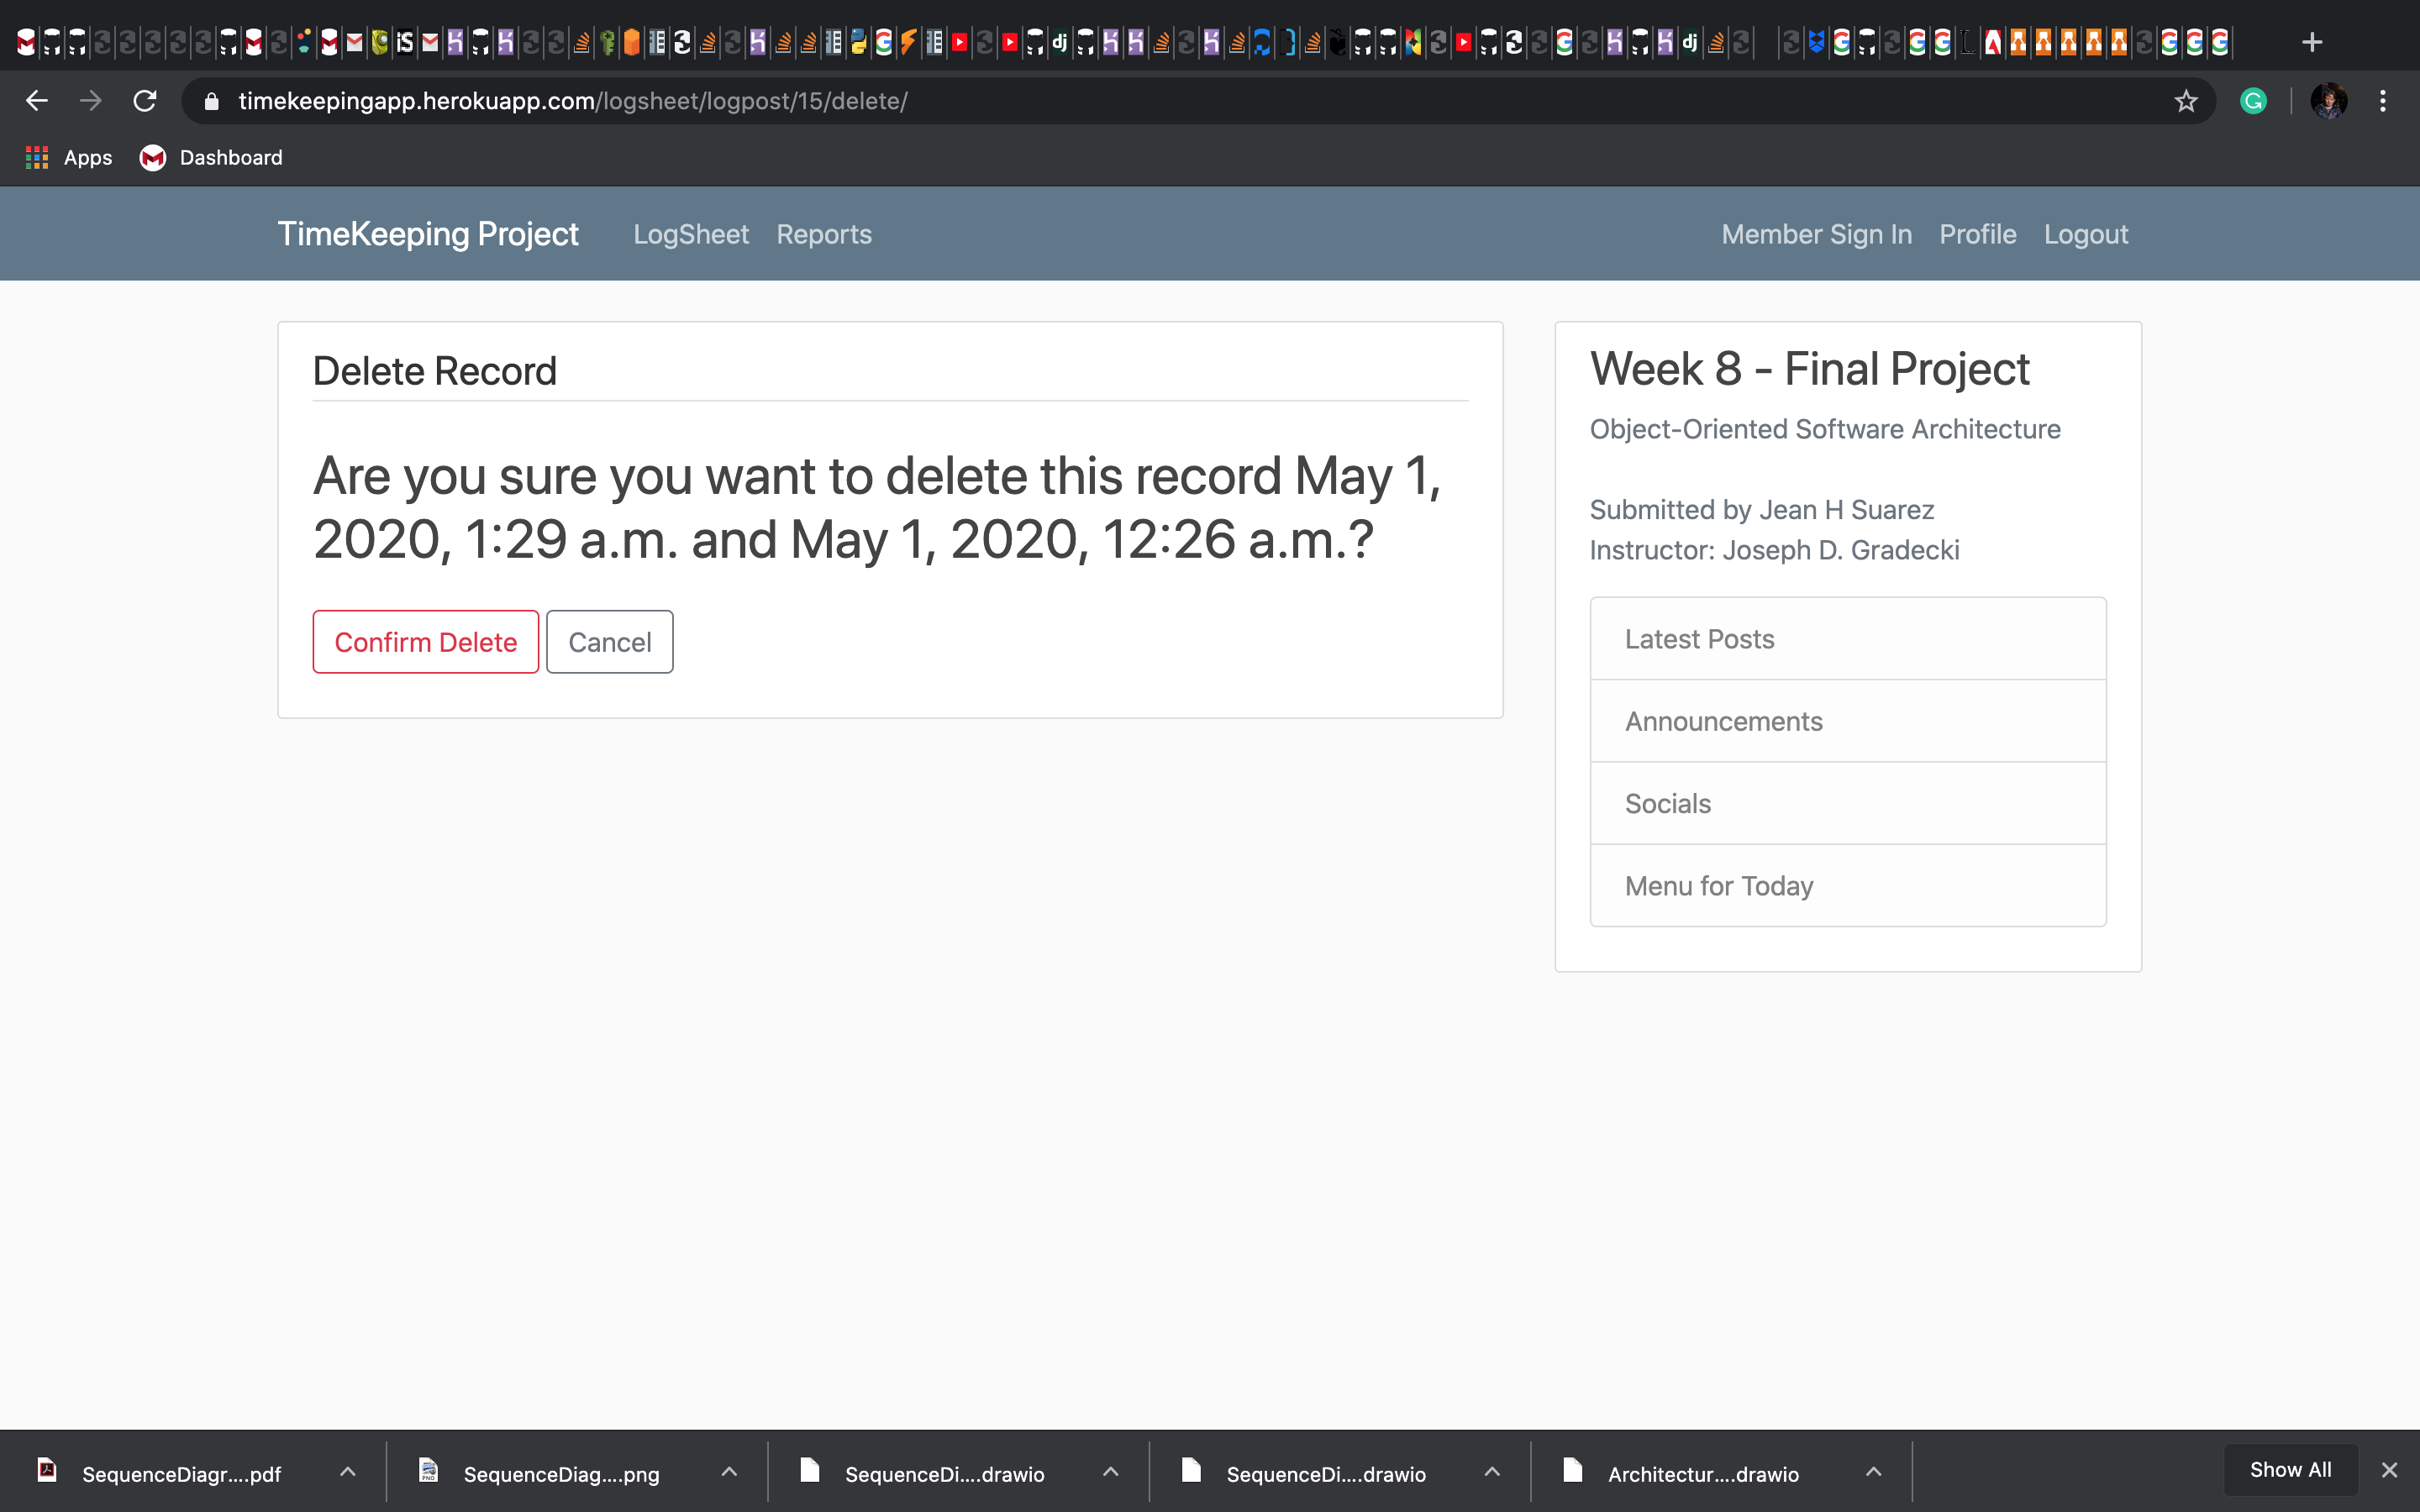 timekeepingapp.herokuapp.com/logsheet/logpost/15/delete/
Apps
Dashboard
TimeKeeping Project
LogSheet
Reports
Member Sign In
Profile
Logout
Delete Record
Are you sure you want to delete this record May 1,
2020, 1:29 a.m. and May 1, 2020, 12:26 a.m.?
Confirm Delete
Cancel
Week 8 - Final Project
Object-Oriented Software Architecture
Submitted by Jean H Suarez
Instructor: Joseph D. Gradecki
Latest Posts
Announcements
Socials
Menu for Today
SequenceDiagr....pdf
SequenceDiag....png
SequenceDi....drawio
SequenceDi....drawio
Architectur....drawio
Show All